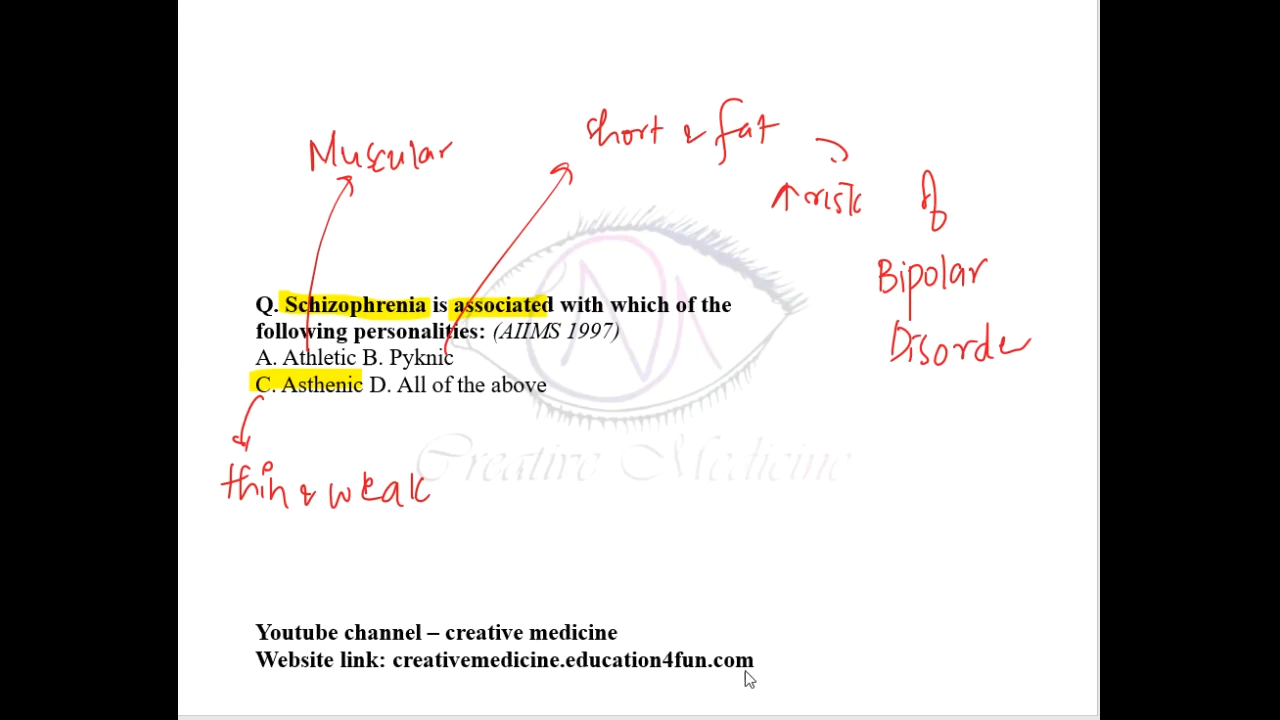 Muscular
short & fat
↑ risk of
Bipolar
Disorder
Q. Schizophrenia is associated with which of the
following personalities: (AIIMS 1997)
A. Athletic B. Pyknic
C. Asthenic D. All of the above
thin & weak
Creative Medicine
Youtube channel – creative medicine
Website link: creativemedicine.education4fun.com